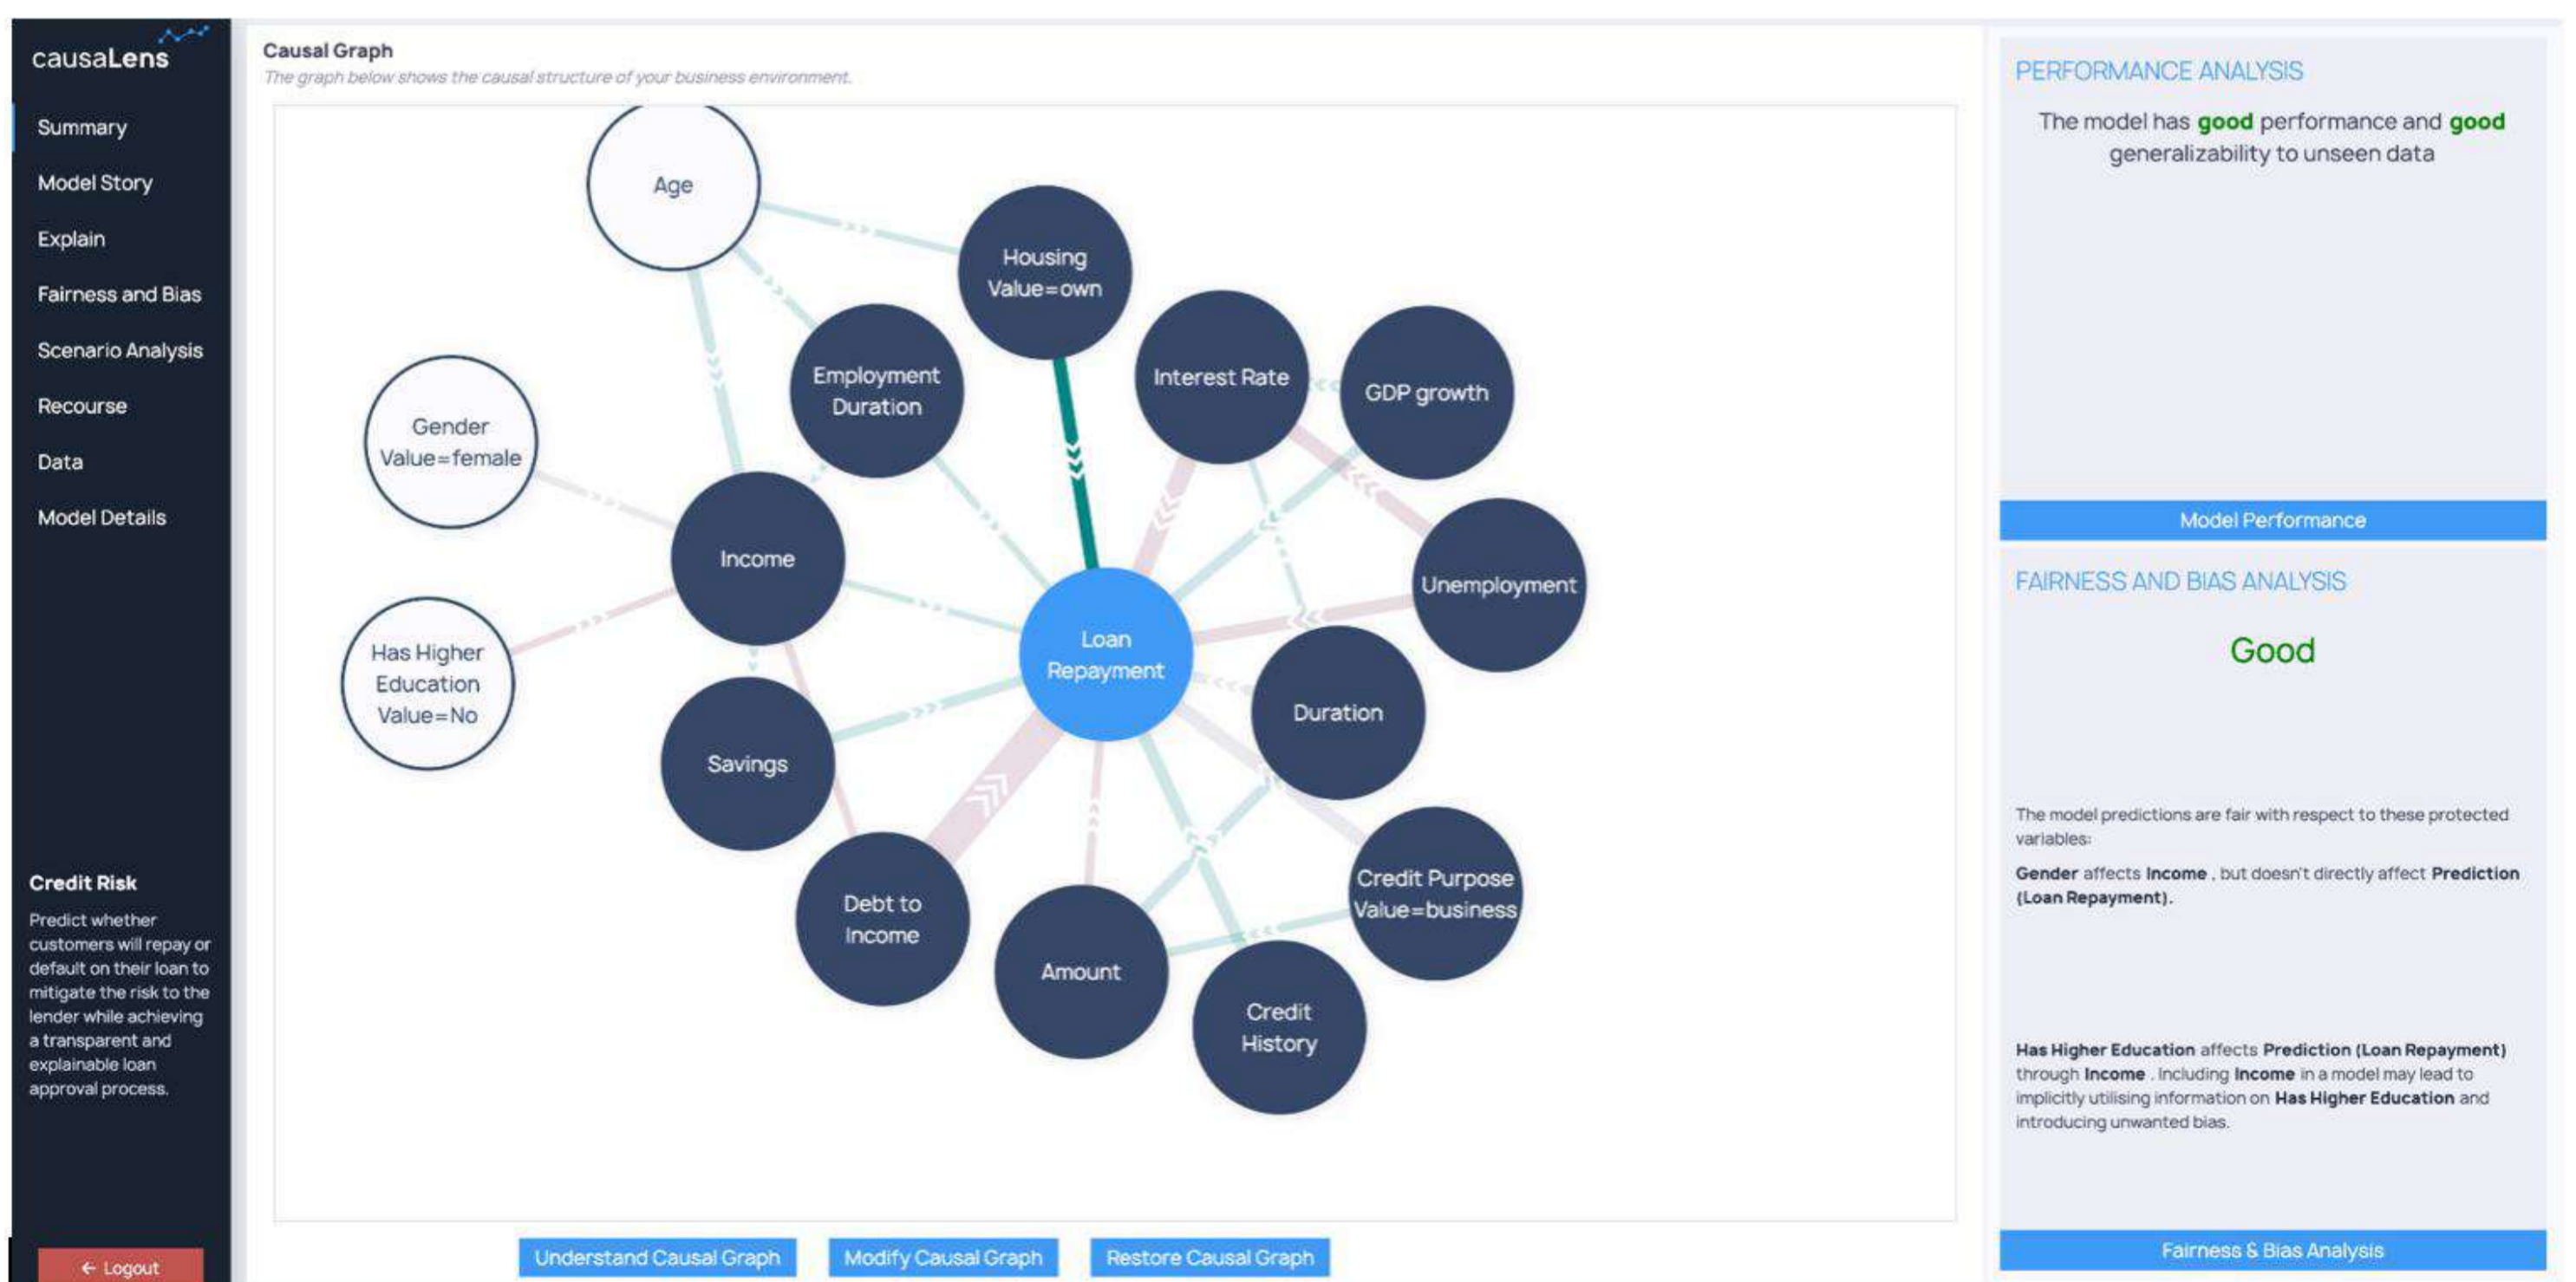 causaLens
Summary
Model Story
Explain
Fairness and Bias
Scenario Analysis
Recourse
Data
Model Details
Credit Risk
Predict whether
customers will repay or
default on their loan to
mitigate the risk to the
lender while achieving
a transparent and
explainable loan
approval process.
← Logout
Causal Graph
The graph below shows the causal structure of your business environment.
Age
Housing
Value=own
Employment
Duration
Interest Rate
GDP growth
Gender
Value=female
Income
Unemployment
Has Higher
Education
Value=No
Loan
Repayment
Duration
Savings
Debt to
Income
Amount
Credit Purpose
Value=business
Credit
History
Understand Causal Graph
Modify Causal Graph
Restore Causal Graph
PERFORMANCE ANALYSIS
The model has good performance and good
generalizability to unseen data
Model Performance
FAIRNESS AND BIAS ANALYSIS
Good
The model predictions are fair with respect to these protected
variables:
Gender affects Income , but doesn't directly affect Prediction
(Loan Repayment).
Has Higher Education affects Prediction (Loan Repayment)
through Income . Including Income in a model may lead to
implicitly utilising information on Has Higher Education and
introducing unwanted bias.
Fairness & Bias Analysis